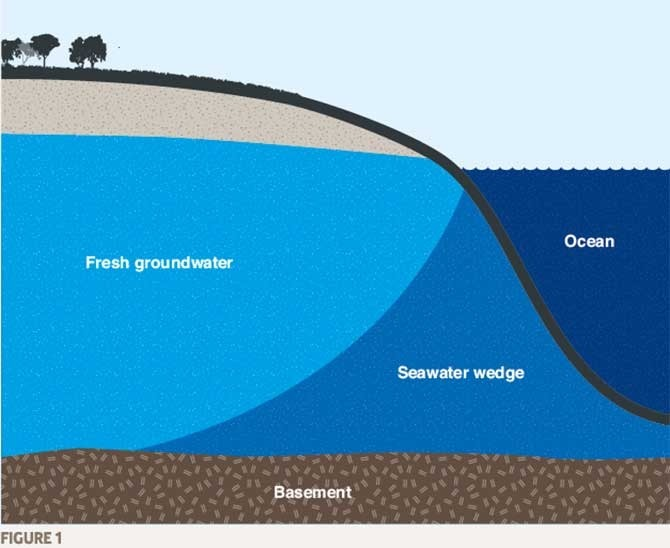 Ocean
Fresh groundwater
Seawater wedge
Basement
FIGURE 1